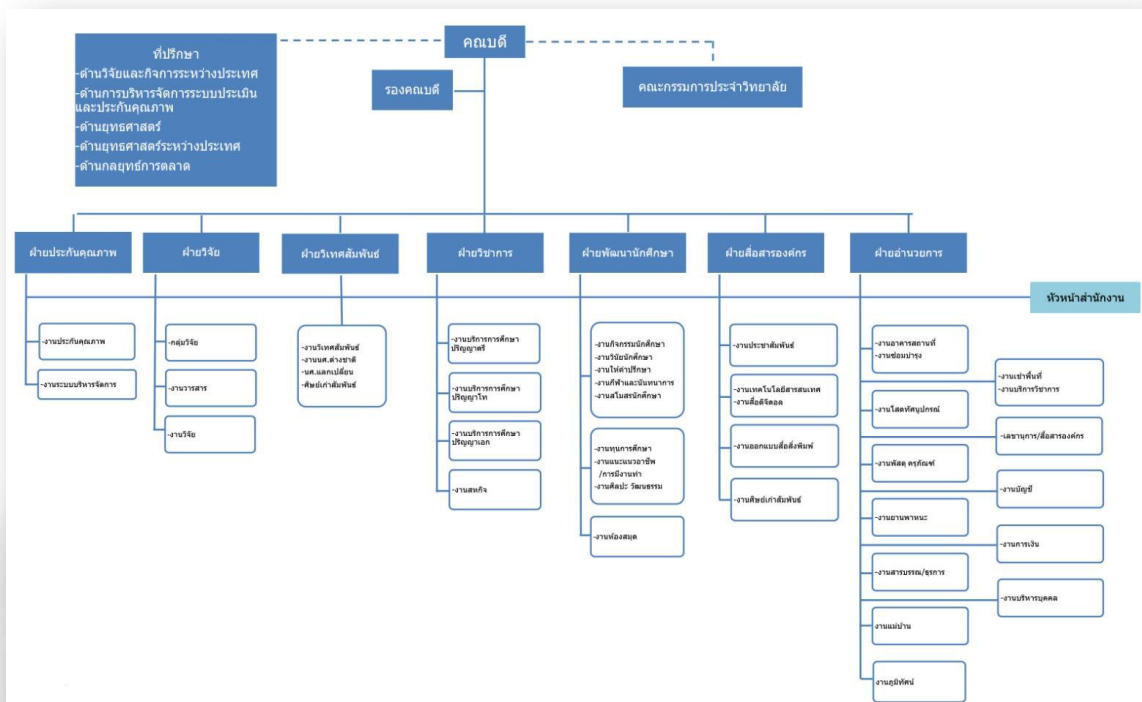 คณบดี
ที่ปรึกษา
-ด้านวิจัยและกิจการระหว่างประเทศ
-ด้านการบริหารจัดการระบบประเมิน
และประกันคุณภาพ
-ด้านยุทธศาสตร์
-ด้านยุทธศาสตร์ระหว่างประเทศ
-ด้านกลยุทธ์การตลาด
รองคณบดี
คณะกรรมการประจำวิทยาลัย
ฝ่ายประกันคุณภาพ
ฝ่ายวิจัย
ฝ่ายวิเทศสัมพันธ์
ฝ่ายวิชาการ
ฝ่ายพัฒนานักศึกษา
ฝ่ายสื่อสารองค์กร
ฝ่ายอำนวยการ
หัวหน้าสำนักงาน
-งานประกันคุณภาพ
-งานระบบบริหารจัดการ
-กลุ่มวิจัย
-งานวารสาร
-งานวิจัย
-งานวิเทศสัมพันธ์
-งานนศ.ต่างชาติ
-นศ.แลกเปลี่ยน
-ศิษย์เก่าสัมพันธ์
-งานบริการการศึกษา
ปริญญาตรี
-งานบริการการศึกษา
ปริญญาโท
-งานบริการการศึกษา
ปริญญาเอก
-งานสหกิจ
-งานกิจกรรมนักศึกษา
-งานวินัยนักศึกษา
-งานให้คำปรึกษา
-งานกีฬาและนันทนาการ
-งานสโมสรนักศึกษา
-งานทุนการศึกษา
-งานแนะแนวอาชีพ
/การมีงานทำ
-งานศิลปะ วัฒนธรรม
-งานห้องสมุด
-งานประชาสัมพันธ์
-งานเทคโนโลยีสารสนเทศ
-งานสื่อดิจิตอล
-งานออกแบบสื่อสิ่งพิมพ์
-งานศิษย์เก่าสัมพันธ์
-งานอาคารสถานที่
-งานซ่อมบำรุง
-งานโสตทัศนูปกรณ์
-งานพัสดุ ครุภัณฑ์
-งานยานพาหนะ
-งานสารบรรณ/ธุรการ
งานแม่บ้าน
งานภูมิทัศน์
-งานเช่าพื้นที่
-งานบริการวิชาการ
-เลขานุการ/สื่อสารองค์กร
-งานบัญชี
-งานการเงิน
-งานบริหารบุคคล